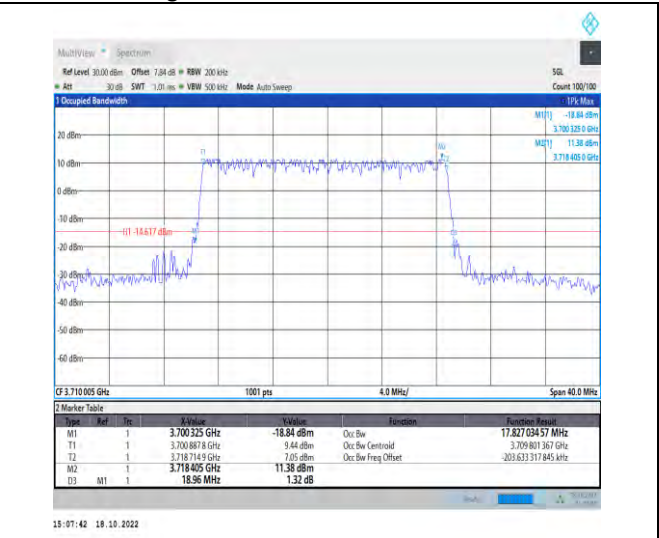 MultiView Spectrum
Ref Level 30.00 dBm Offset 7.84 dB RBW 200 kHz SGL
Att 30 dB SWT 1.01 ms VBW 500 kHz Mode Auto Sweep Count 100/100
1 Occupied Bandwidth 1Pk Max
M1[1] -18.84 dBm
3.700 325 0 GHz
M2[1] 11.38 dBm
3.718 405 0 GHz
20 dBm
T1
M2
T2
10 dBm
0 dBm
-10 dBm
H1 -14.617 dBm
M1
D3
-20 dBm
-30 dBm
-40 dBm
-50 dBm
-60 dBm
CF 3.710 005 GHz 1001 pts 4.0 MHz/ Span 40.0 MHz
2 Marker Table
Type Ref Trc X-Value Y-Value Function Function Result
M1 1 3.700 325 GHz -18.84 dBm Occ Bw 17.827 034 57 MHz
T1 1 3.700 887 8 GHz 9.44 dBm Occ Bw Centroid 3.709 801 367 GHz
T2 1 3.718 714 9 GHz 7.05 dBm Occ Bw Freq Offset -203.633 317 845 kHz
M2 1 3.718 405 GHz 11.38 dBm
D3 M1 1 18.96 MHz 1.32 dB
15:07:42 18.10.2022